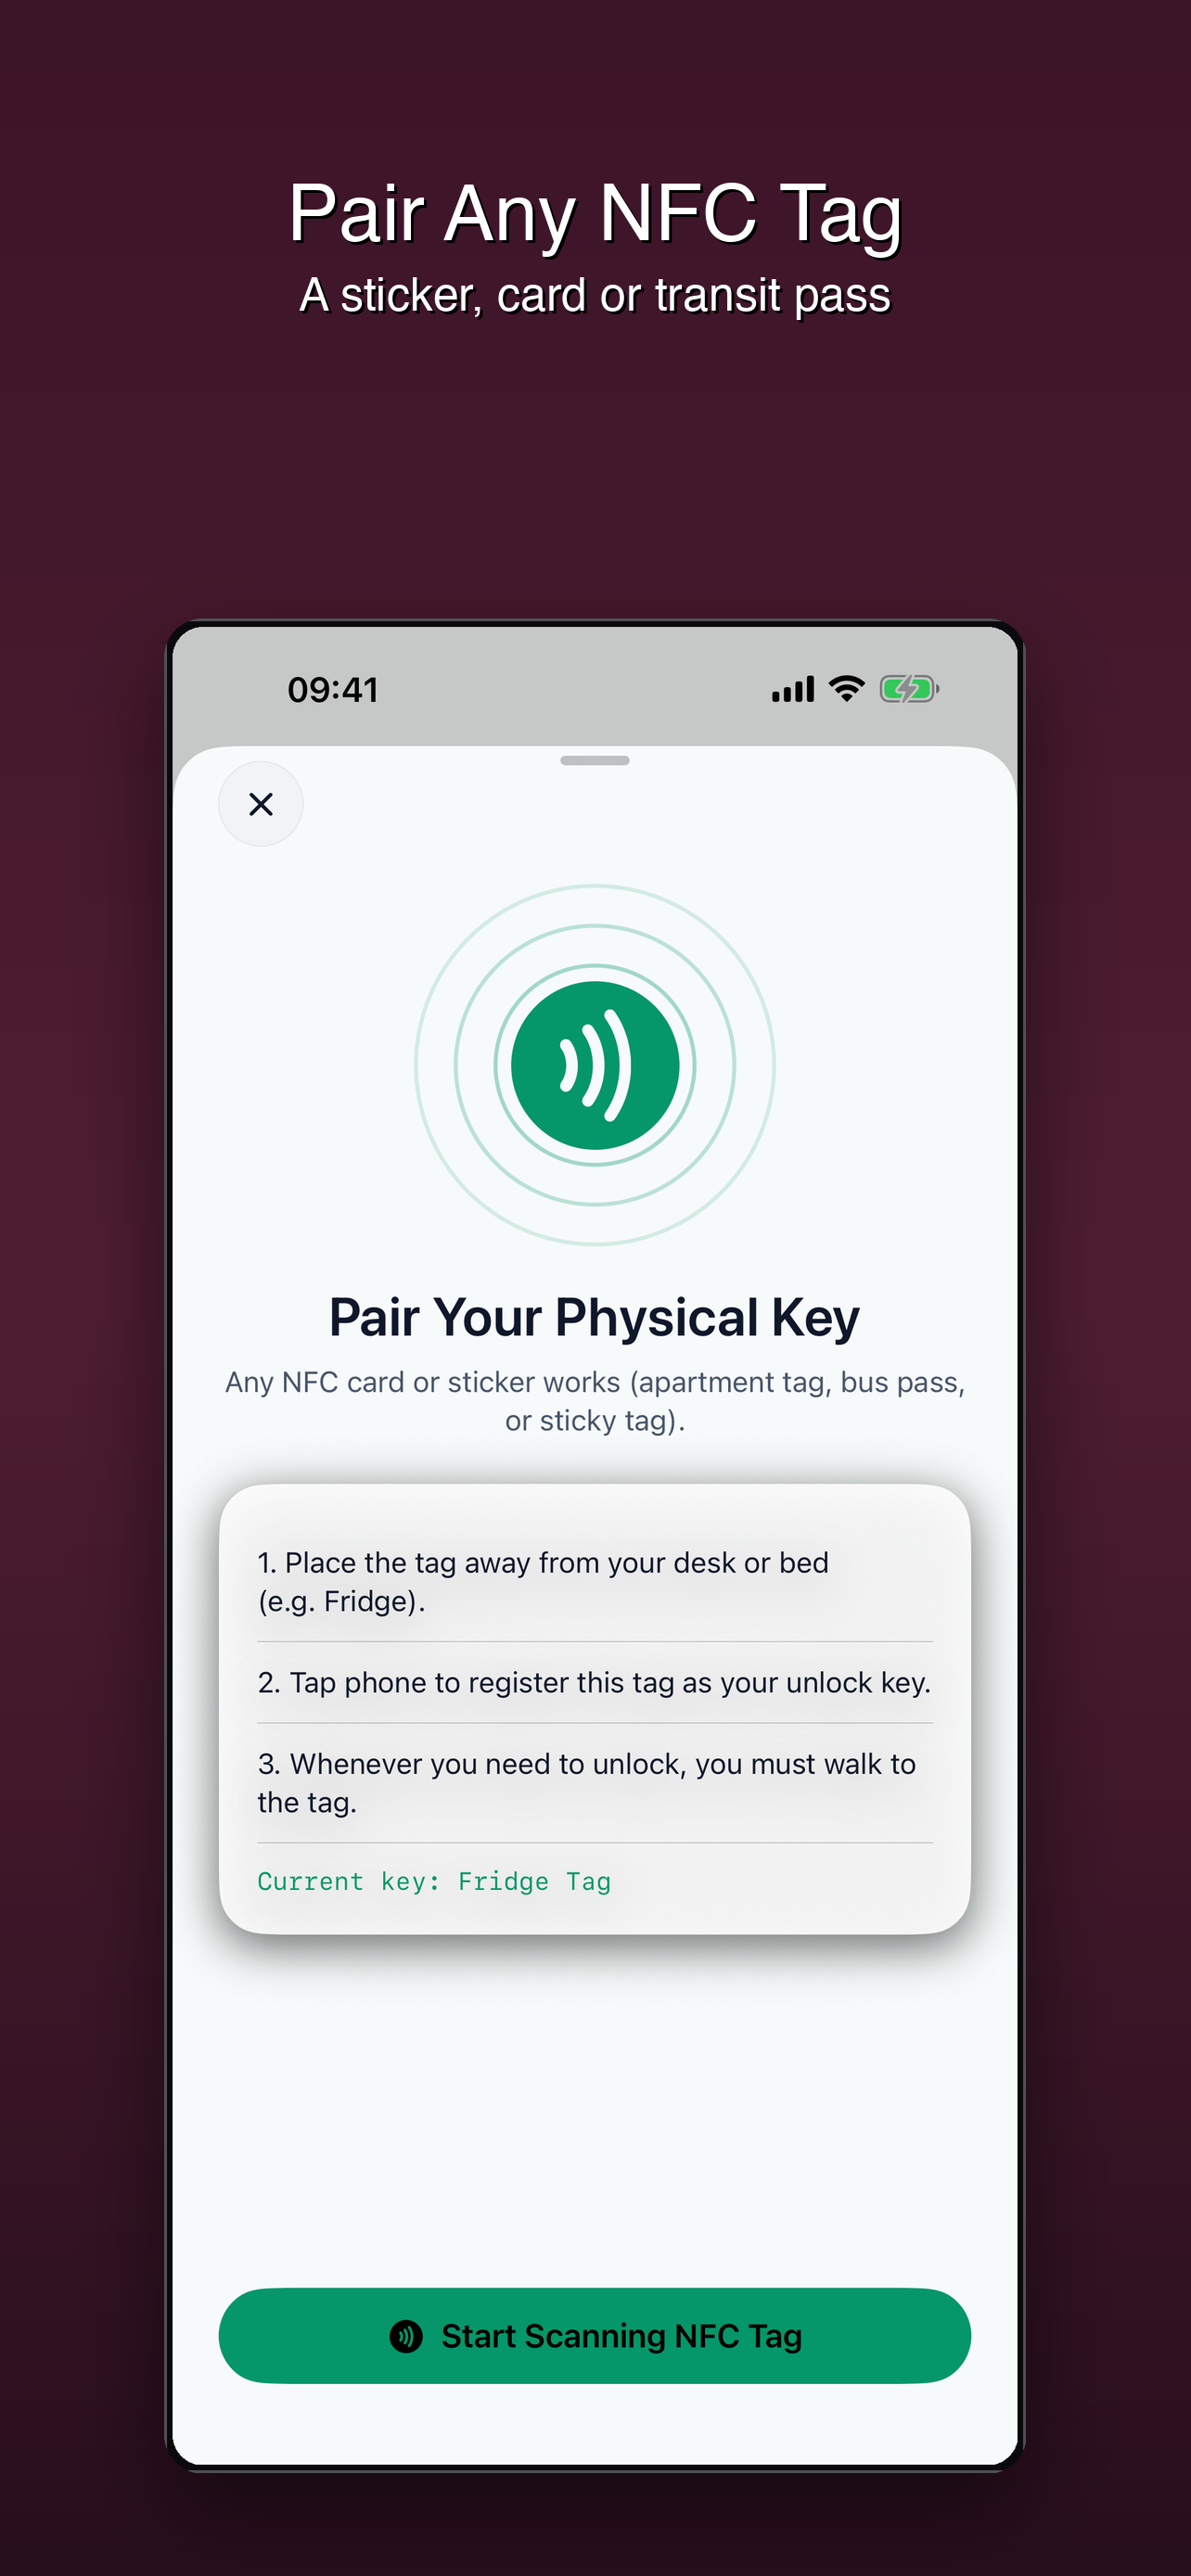 Pair Any NFC Tag
A sticker, card or transit pass
09:41
Pair Your Physical Key
Any NFC card or sticker works (apartment tag, bus pass,
or sticky tag).
1. Place the tag away from your desk or bed
(e.g. Fridge).
2. Tap phone to register this tag as your unlock key.
3. Whenever you need to unlock, you must walk to
the tag.
Current key: Fridge Tag
Start Scanning NFC Tag